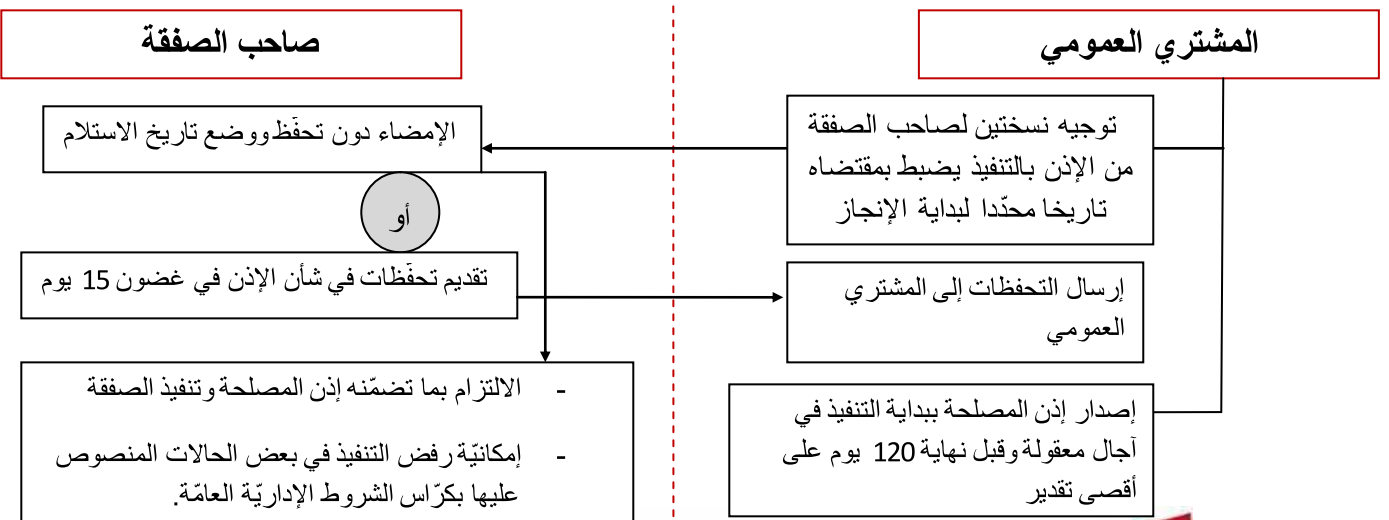 المشتري العمومي
صاحب الصفقة
توجيه نسختين لصاحب الصفقة
من الإذن بالتنفيذ يضبط بمقتضاه
تاريخا محدّدا لبداية الإنجاز
الإمضاء دون تحفّظ ووضع تاريخ الاستلام
أو
تقديم تحفّظات في شأن الإذن في غضون 15 يوم
إرسال التحفظات إلى المشتري
العمومي
- الالتزام بما تضمّنه إذن المصلحة وتنفيذ الصفقة
- إمكانيّة رفض التنفيذ في بعض الحالات المنصوص
عليها بكرّاس الشروط الإداريّة العامّة.
إصدار إذن المصلحة ببداية التنفيذ في
آجال معقولة وقبل نهاية 120 يوم على
أقصى تقدير